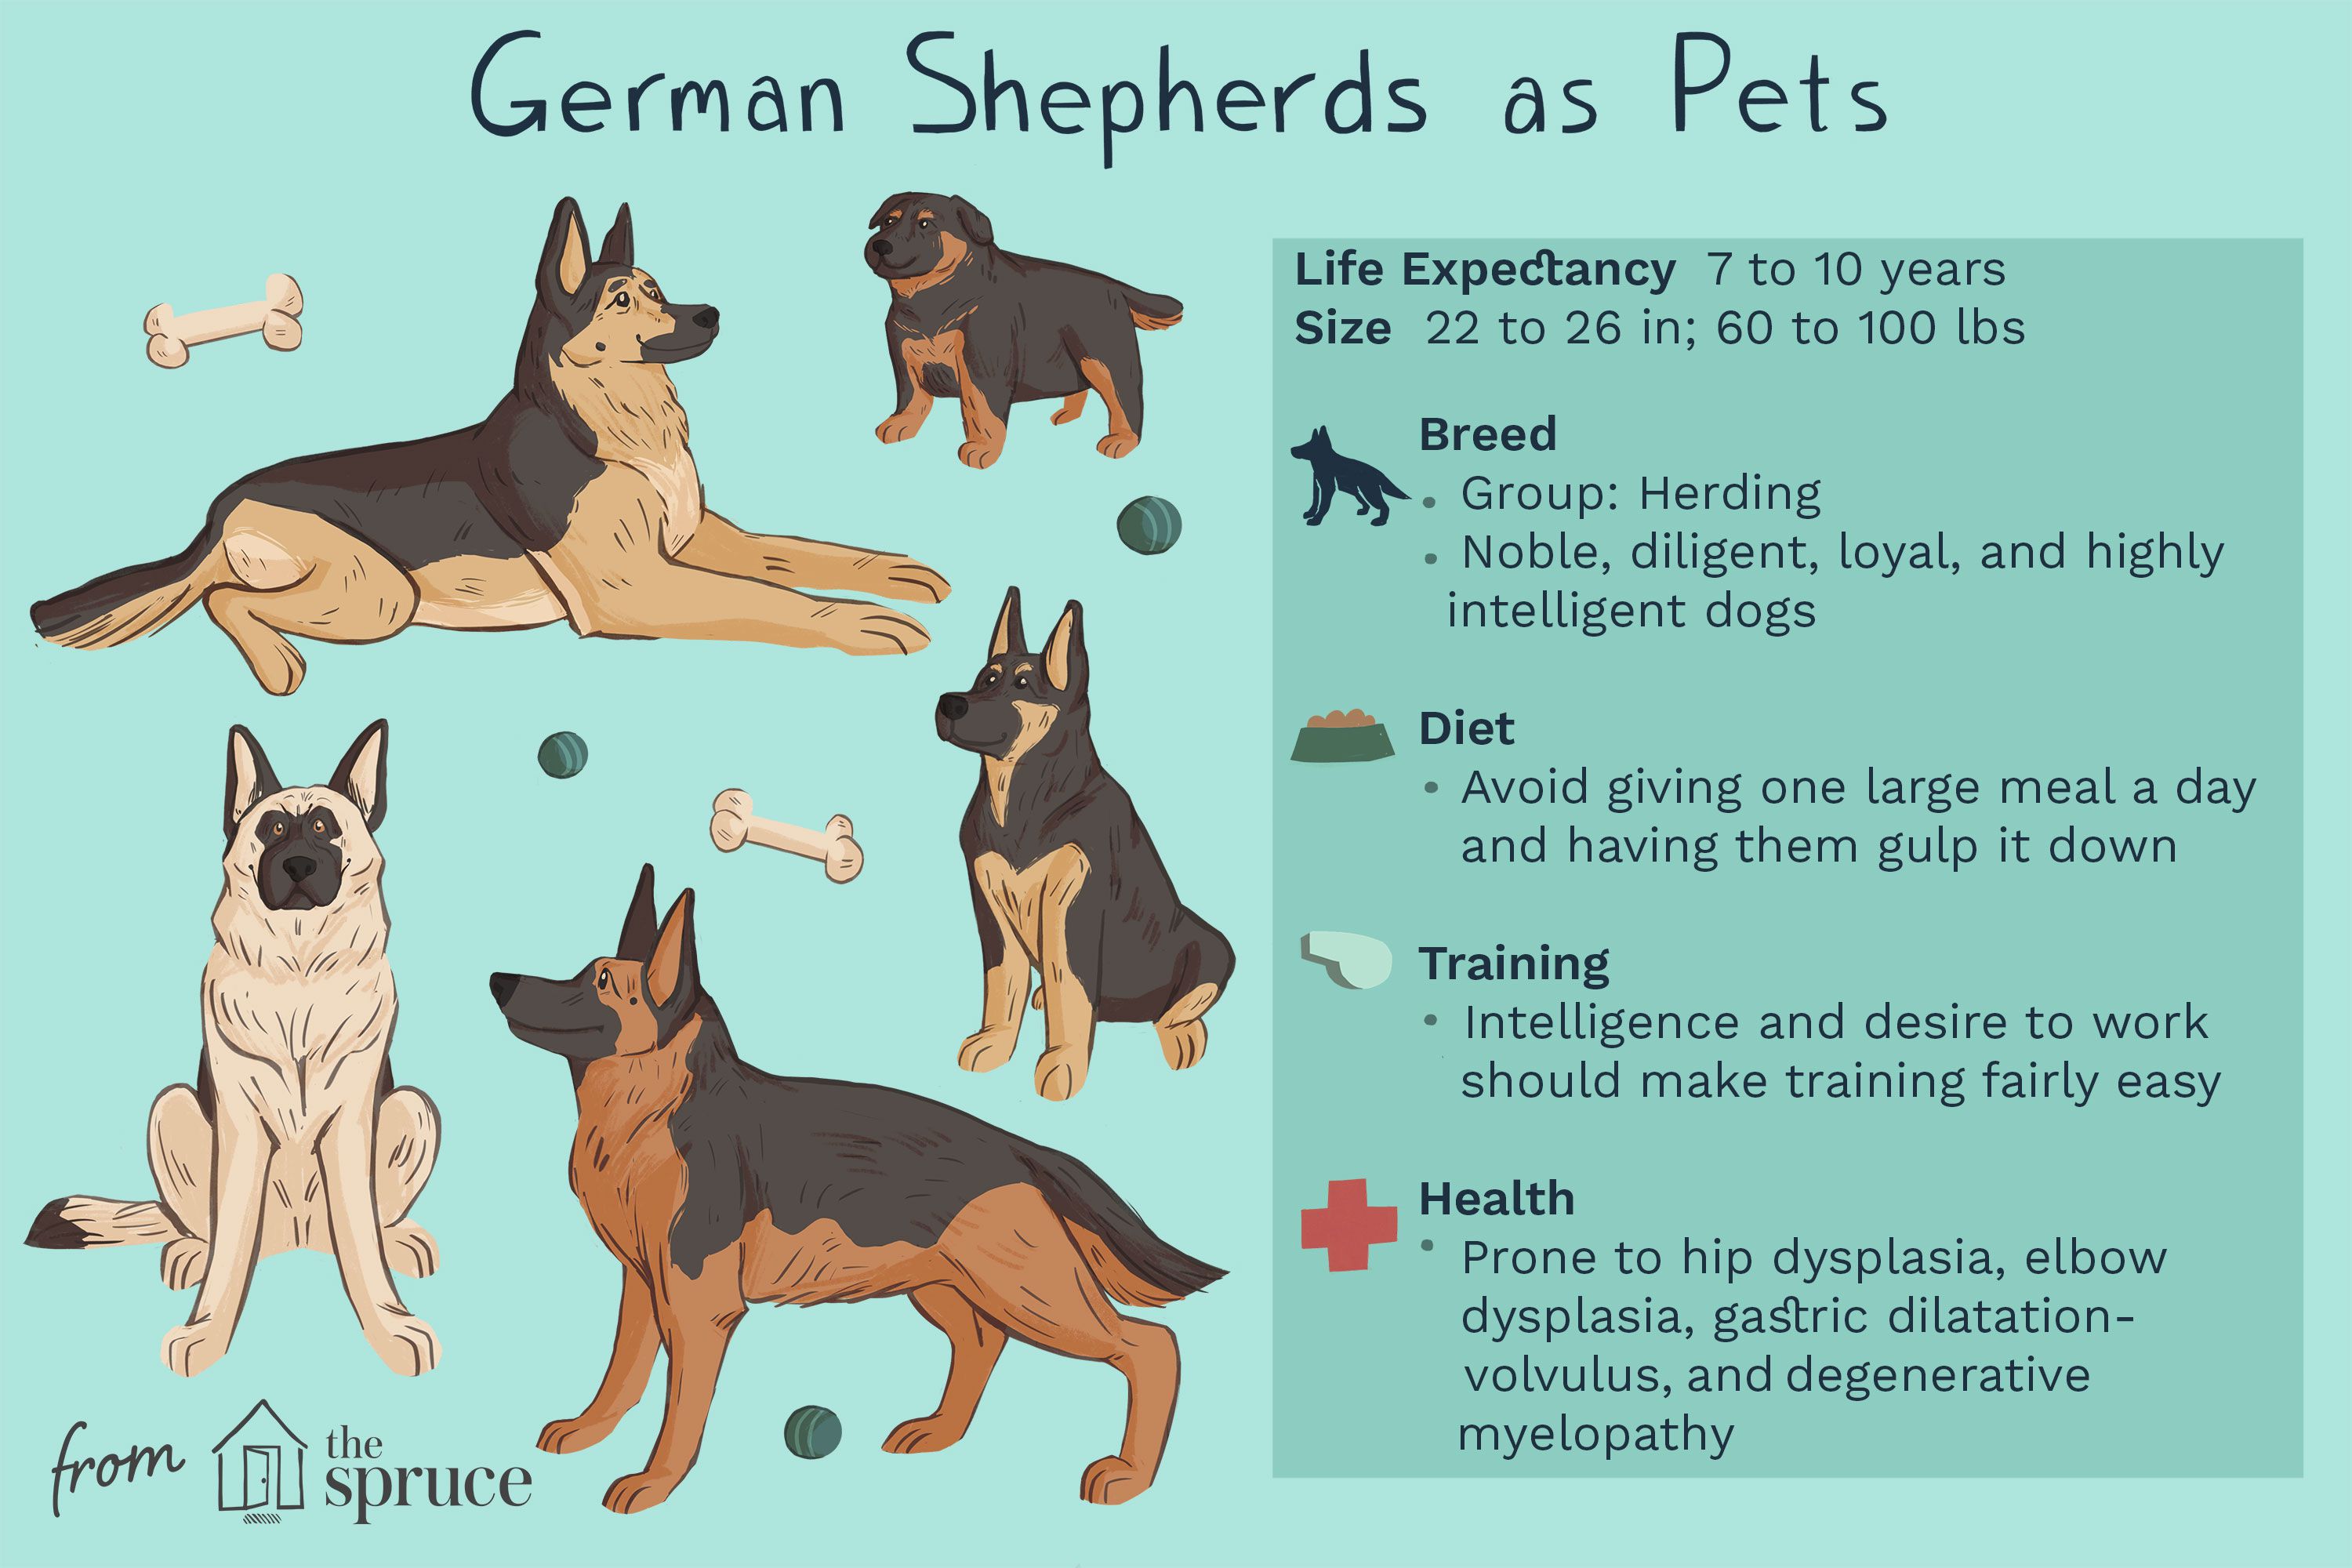 German Shepherds as Pets
Life Expectancy 7 to 10 years
Size 22 to 26 in; 60 to 100 lbs
Breed
• Group: Herding
• Noble, diligent, loyal, and highly
intelligent dogs
Diet
• Avoid giving one large meal a day
and having them gulp it down
Training
• Intelligence and desire to work
should make training fairly easy
Health
• Prone to hip dysplasia, elbow
dysplasia, gastric dilatation-
volvulus, and degenerative
myelopathy
from the
spruce